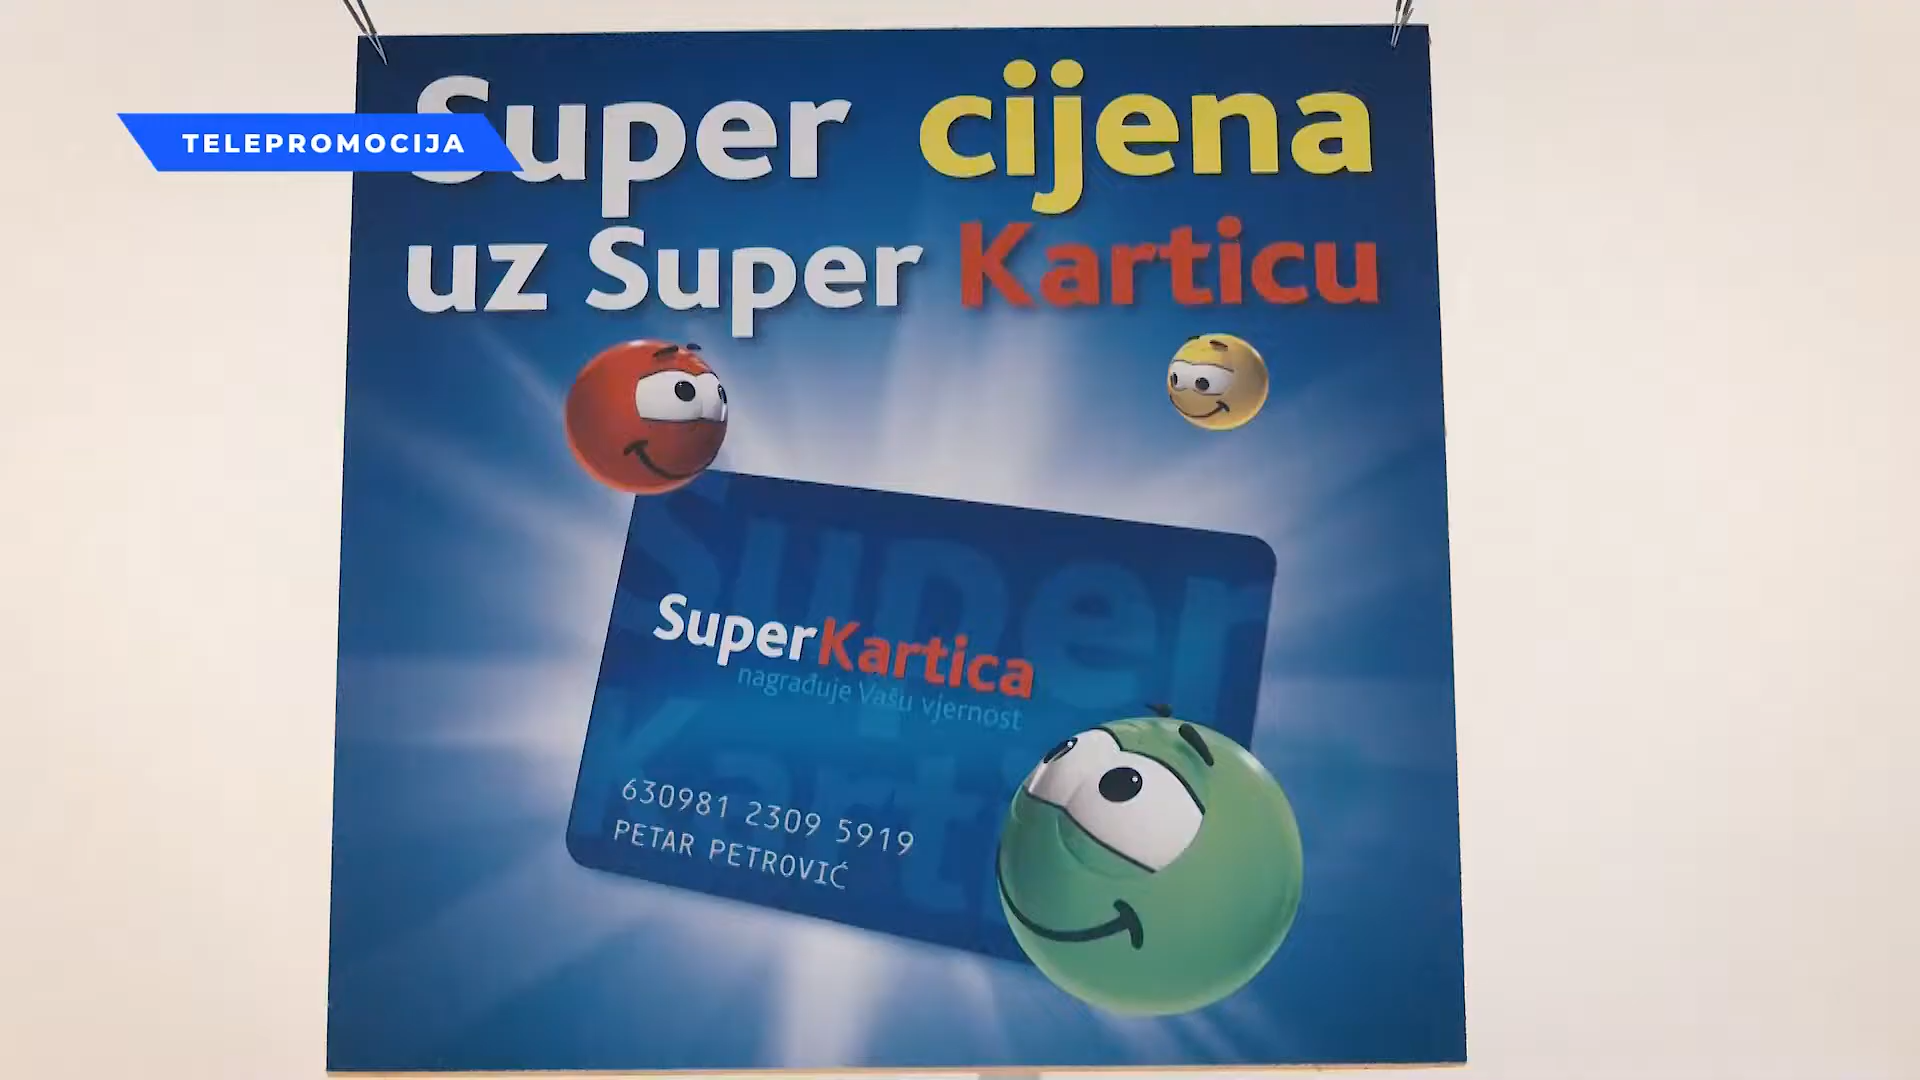 TELEPROMOCIJA
Super cijena
uz Super Karticu
SuperKartica
nagrađuje Vašu vjernost
630981 2309 5919
PETAR PETROVIĆ